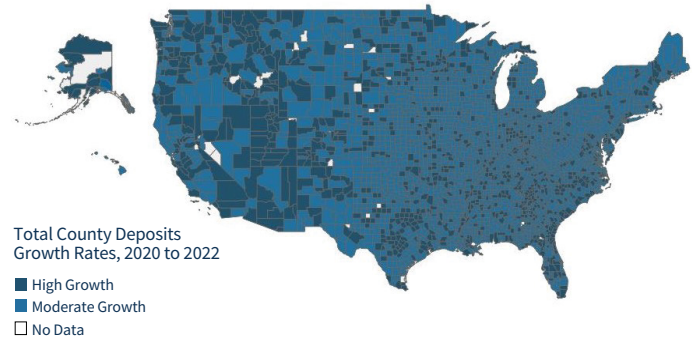 Total County Deposits
Growth Rates, 2020 to 2022
High Growth
Moderate Growth
No Data